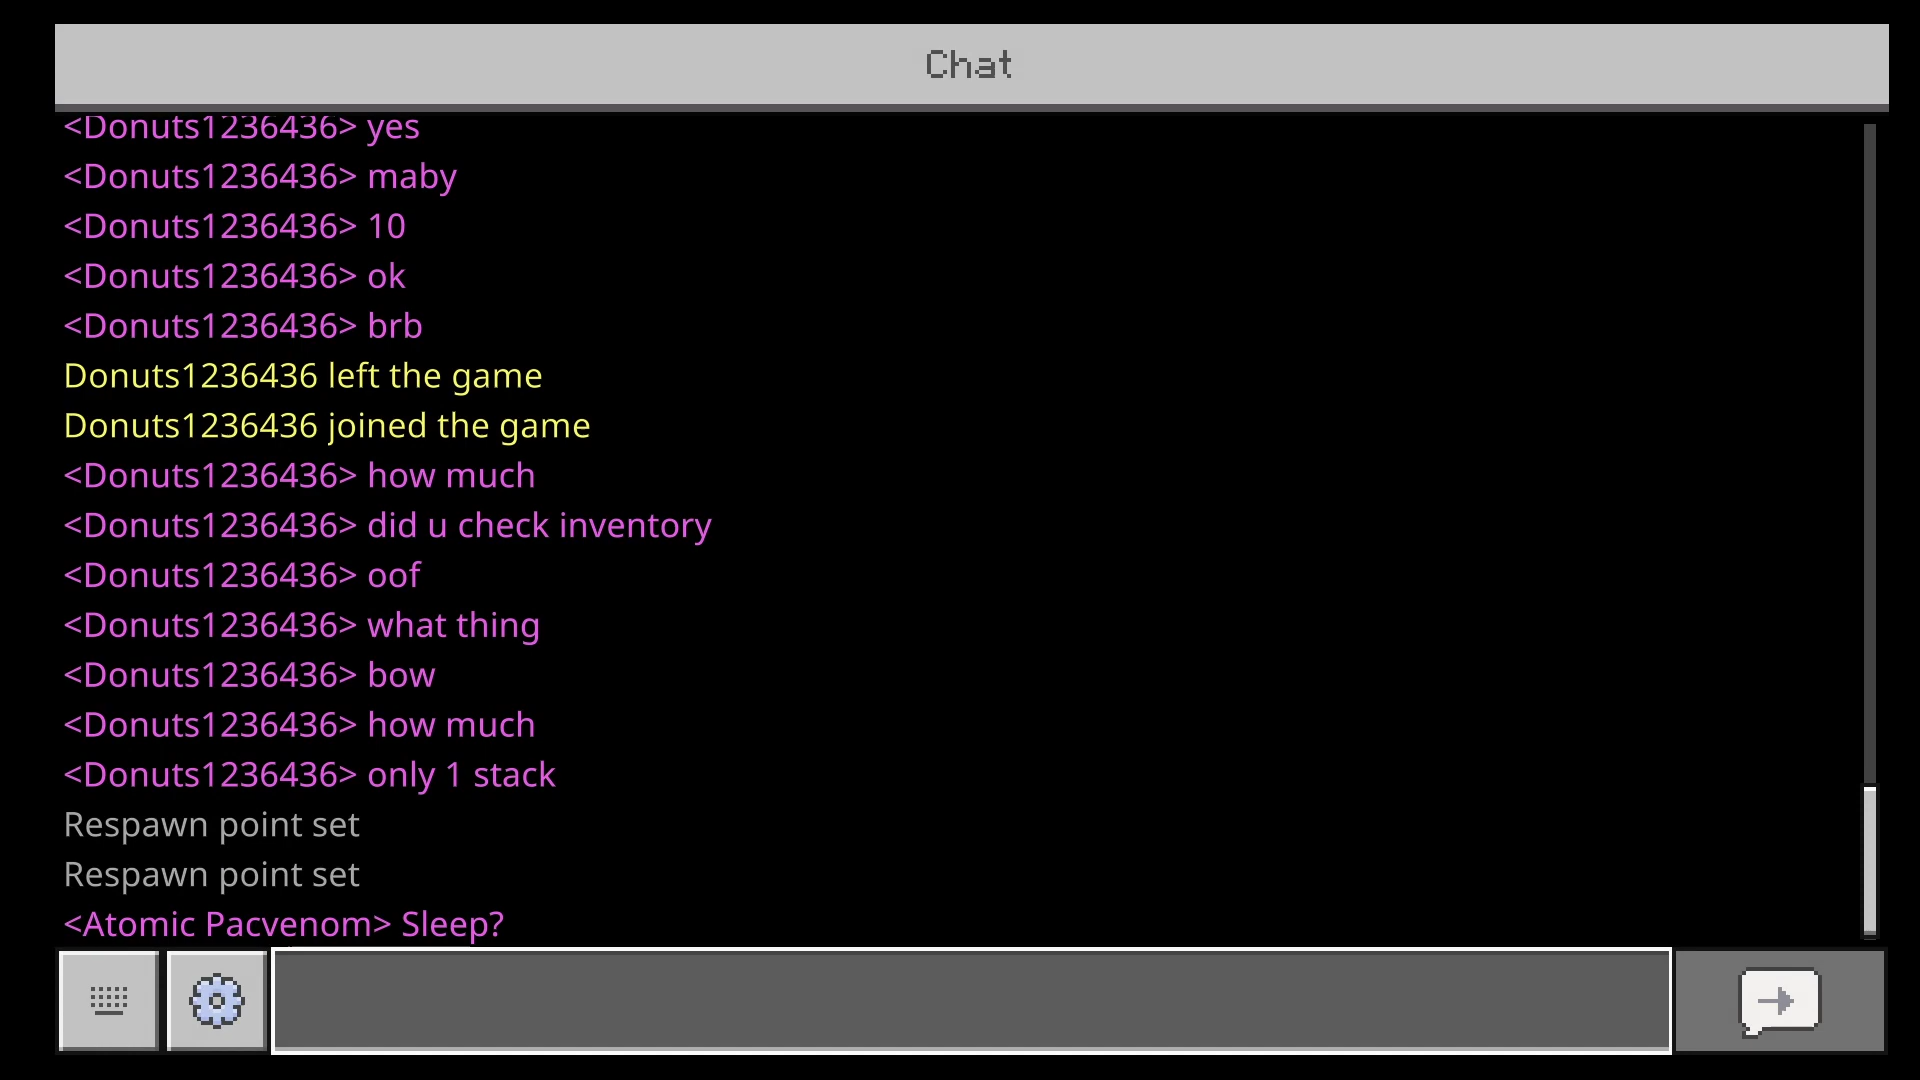 Chat
<Donuts1236436> yes
<Donuts1236436> maby
<Donuts1236436> 10
<Donuts1236436> ok
<Donuts1236436> brb
Donuts1236436 left the game
Donuts1236436 joined the game
<Donuts1236436> how much
<Donuts1236436> did u check inventory
<Donuts1236436> oof
<Donuts1236436> what thing
<Donuts1236436> bow
<Donuts1236436> how much
<Donuts1236436> only 1 stack
Respawn point set
Respawn point set
<Atomic Pacvenom> Sleep?